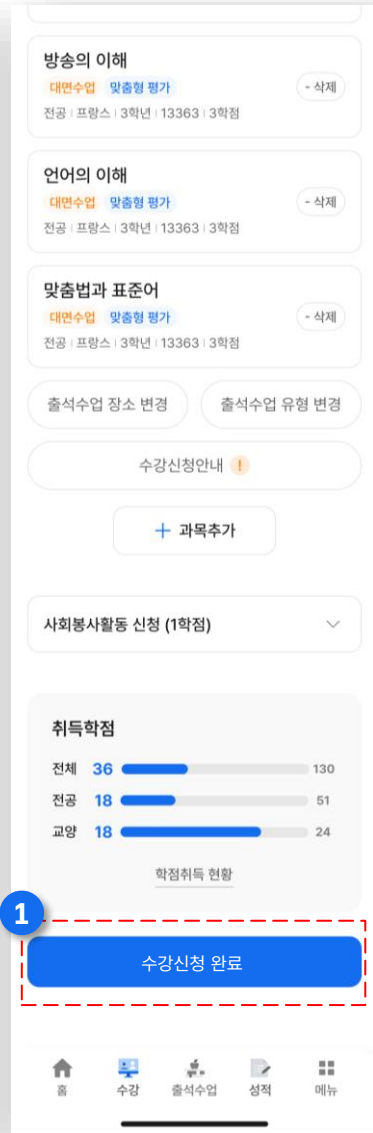 방송의 이해
대면수업 맞춤형 평가
- 삭제
전공 | 프랑스 | 3학년 | 13363 | 3학점
언어의 이해
대면수업 맞춤형 평가
- 삭제
전공 | 프랑스 | 3학년 | 13363 | 3학점
맞춤법과 표준어
대면수업 맞춤형 평가
- 삭제
전공 | 프랑스 | 3학년 | 13363 | 3학점
출석수업 장소 변경 출석수업 유형 변경
수강신청안내 !
+ 과목추가
사회봉사활동 신청 (1학점)
취득학점
전체 36 130
전공 18 51
교양 18 24
학점취득 현황
1
수강신청 완료
홈 수강 출석수업 성적 메뉴